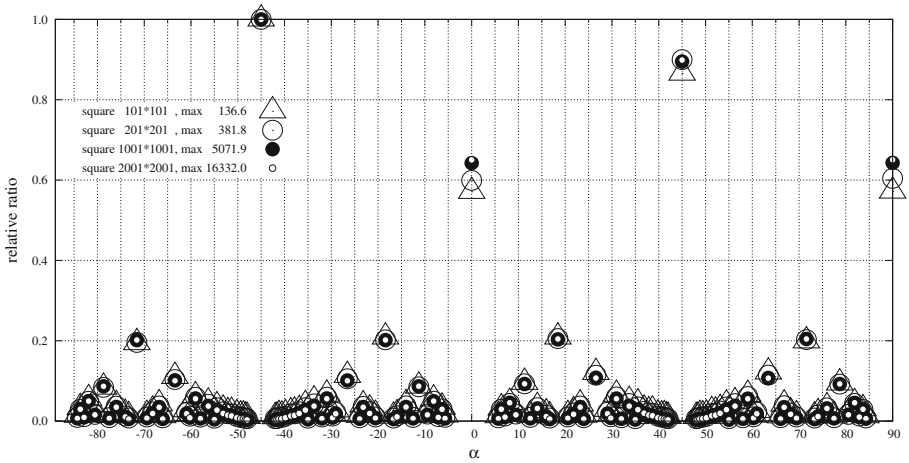 1.0
0.8
0.6
0.4
0.2
0.0
relative ratio
square 101*101 , max 136.6
square 201*201 , max 381.8
square 1001*1001, max 5071.9
square 2001*2001, max 16332.0
-80 -70 -60 -50 -40 -30 -20 -10 0 10 20 30 40 50 60 70 80 90
α